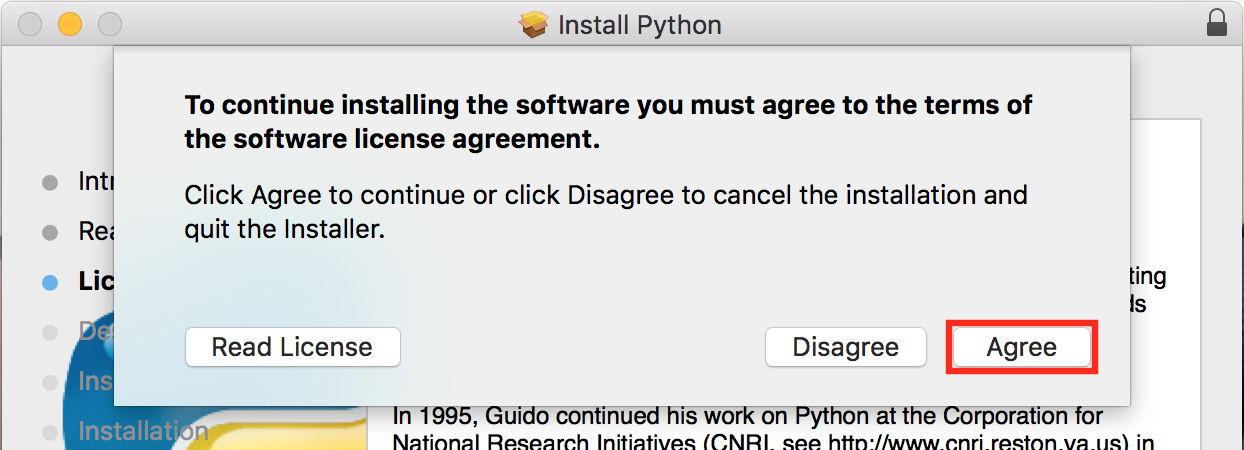 Install Python
To continue installing the software you must agree to the terms of
the software license agreement.
Click Agree to continue or click Disagree to cancel the installation and
quit the Installer.
Read License
Disagree
Agree
Intr
Rea
Lic
De
Ins
Installation
ting
ds
In 1995, Guido continued his work on Python at the Corporation for
National Research Initiatives (CNRI, see http://www.cnri.reston.va.us) in